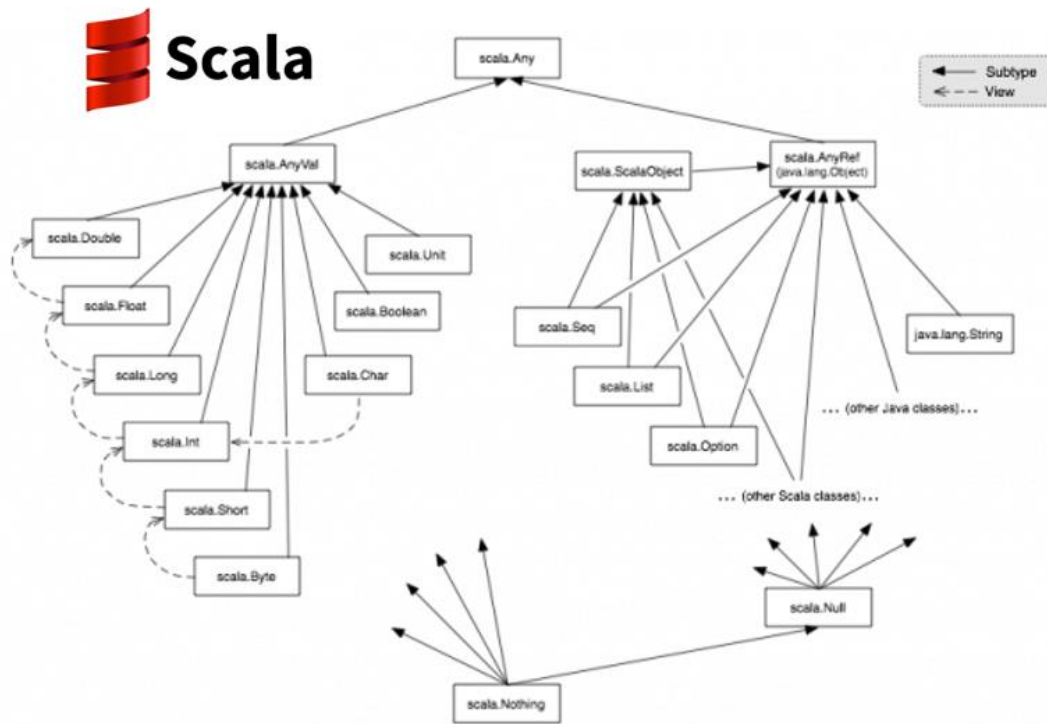 Scala
scala.Any
Subtype
View
scala.AnyVal
scala.ScalaObject
scala.AnyRef
(java.lang.Object)
scala.Double
scala.Unit
scala.Float
scala.Boolean
scala.Seq
java.lang.String
scala.Long
scala.Char
scala.List
... (other Java classes)...
scala.Int
scala.Option
... (other Scala classes)...
scala.Short
scala.Byte
scala.Null
scala.Nothing